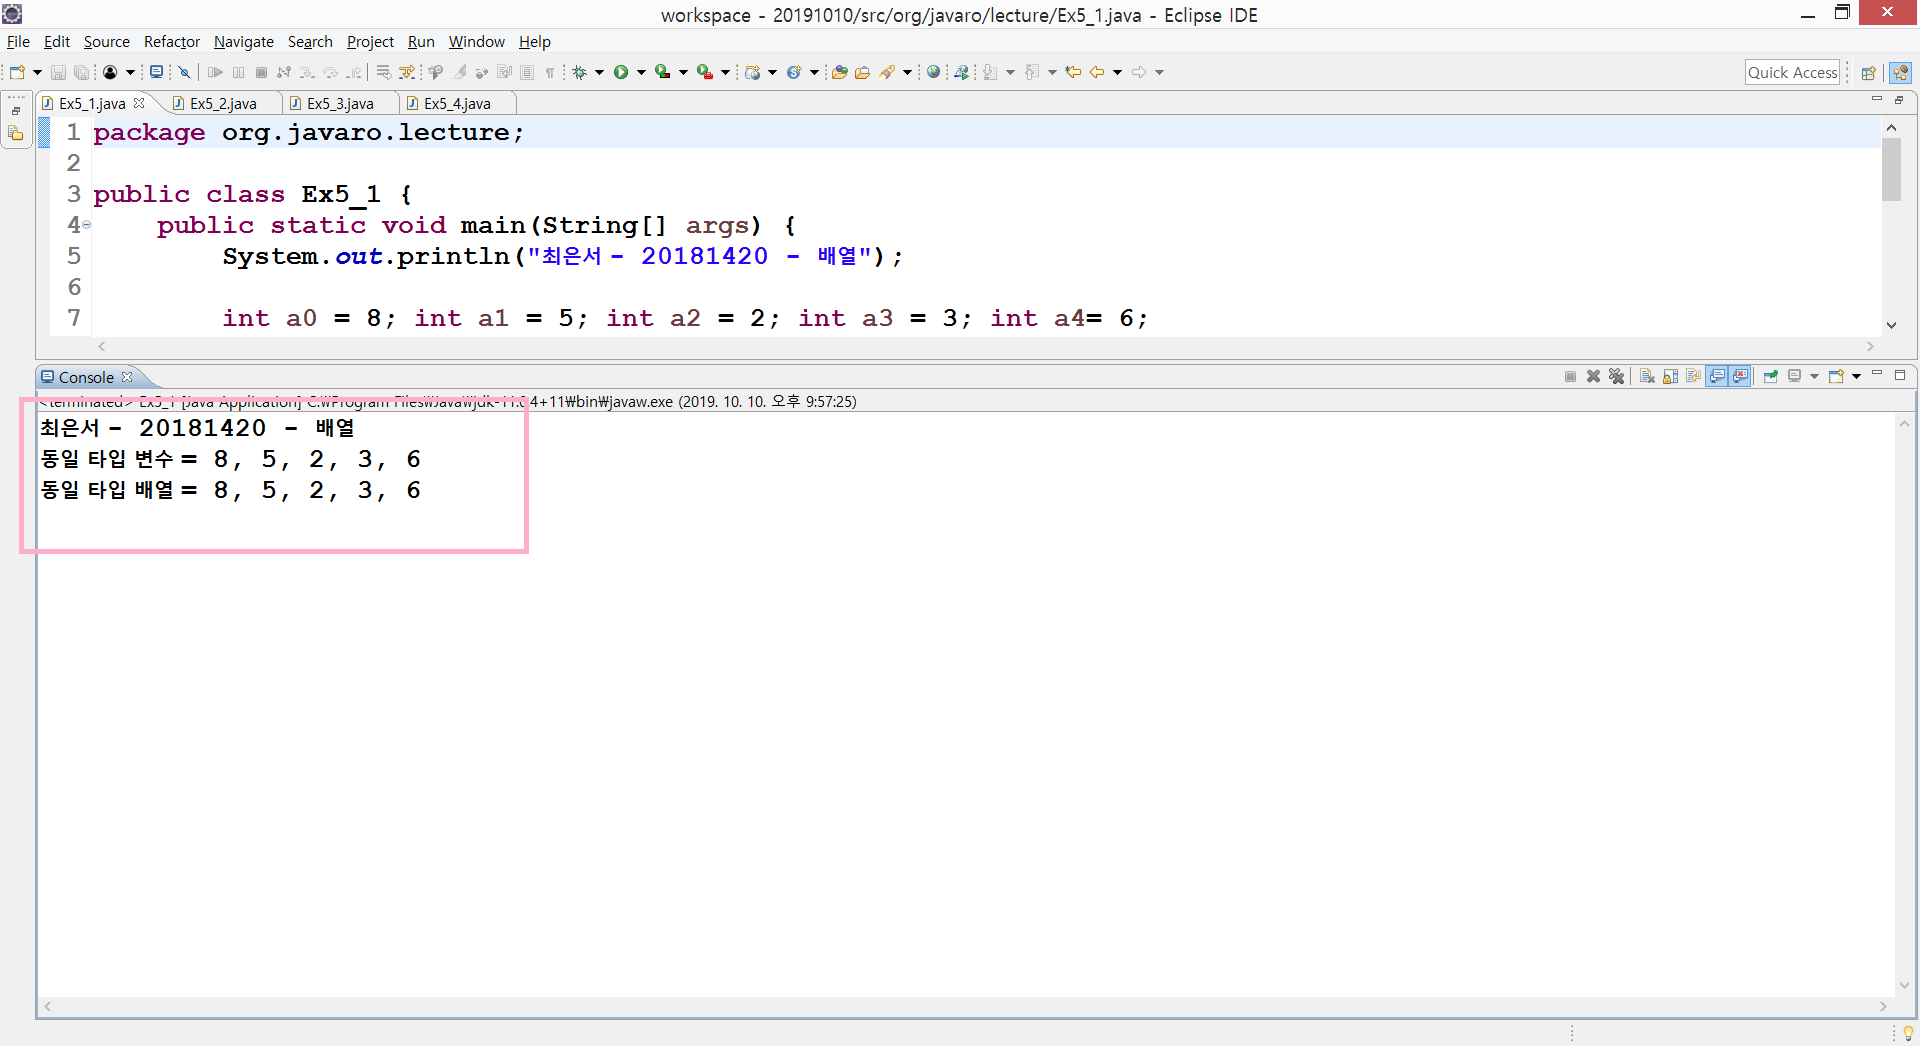 workspace - 20191010/src/org/javaro/lecture/Ex5_1.java - Eclipse IDE
File Edit Source Refactor Navigate Search Project Run Window Help
Quick Access
Ex5_1.java Ex5_2.java Ex5_3.java Ex5_4.java
1 package org.javaro.lecture;
2
3 public class Ex5_1 {
4 public static void main(String[] args) {
5 System.out.println("최은서 - 20181420 - 배열");
6
7 int a0 = 8; int a1 = 5; int a2 = 2; int a3 = 3; int a4= 6;
Console
<terminated> Ex5_1 [Java Application] C:₩Program Files₩Java₩jdk-11.0.4+11₩bin₩javaw.exe (2019. 10. 10. 오후 9:57:25)
최은서 - 20181420 - 배열
동일 타입 변수 = 8, 5, 2, 3, 6
동일 타입 배열 = 8, 5, 2, 3, 6